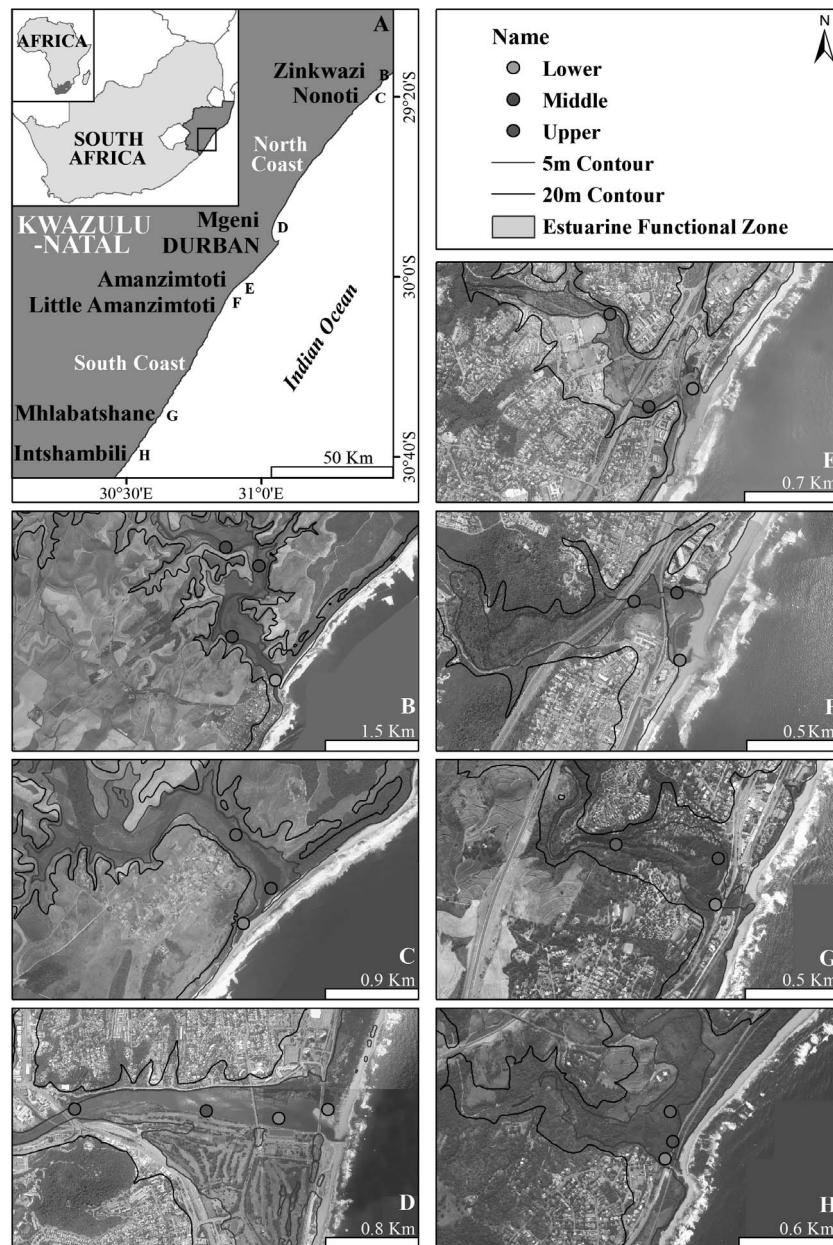 AFRICA
SOUTH
AFRICA
A
Zinkwazi B
Nonoti C
North
Coast
29°20'S
KWAZULU
-NATAL
Mgeni D
DURBAN
30°0'S
Amanzimtoti E
Little Amanzimtoti F
Indian Ocean
South Coast
Mhlabatshane G
Intshambili H
50 Km
30°40'S
30°30'E
31°0'E
N
Name
Lower
Middle
Upper
5m Contour
20m Contour
Estuarine Functional Zone
E
0.7 Km
B
1.5 Km
F
0.5 Km
C
0.9 Km
G
0.5 Km
D
0.8 Km
H
0.6 Km